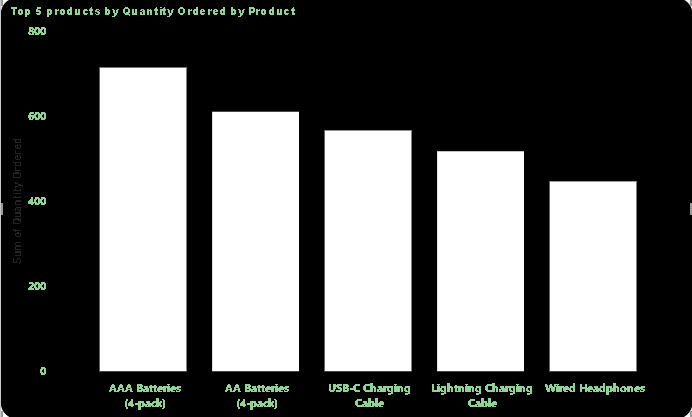 Top 5 products by Quantity Ordered by Product
800
600
400
200
0
Sum of Quantity Ordered
AAA Batteries
(4-pack)
AA Batteries
(4-pack)
USB-C Charging
Cable
Lightning Charging
Cable
Wired Headphones